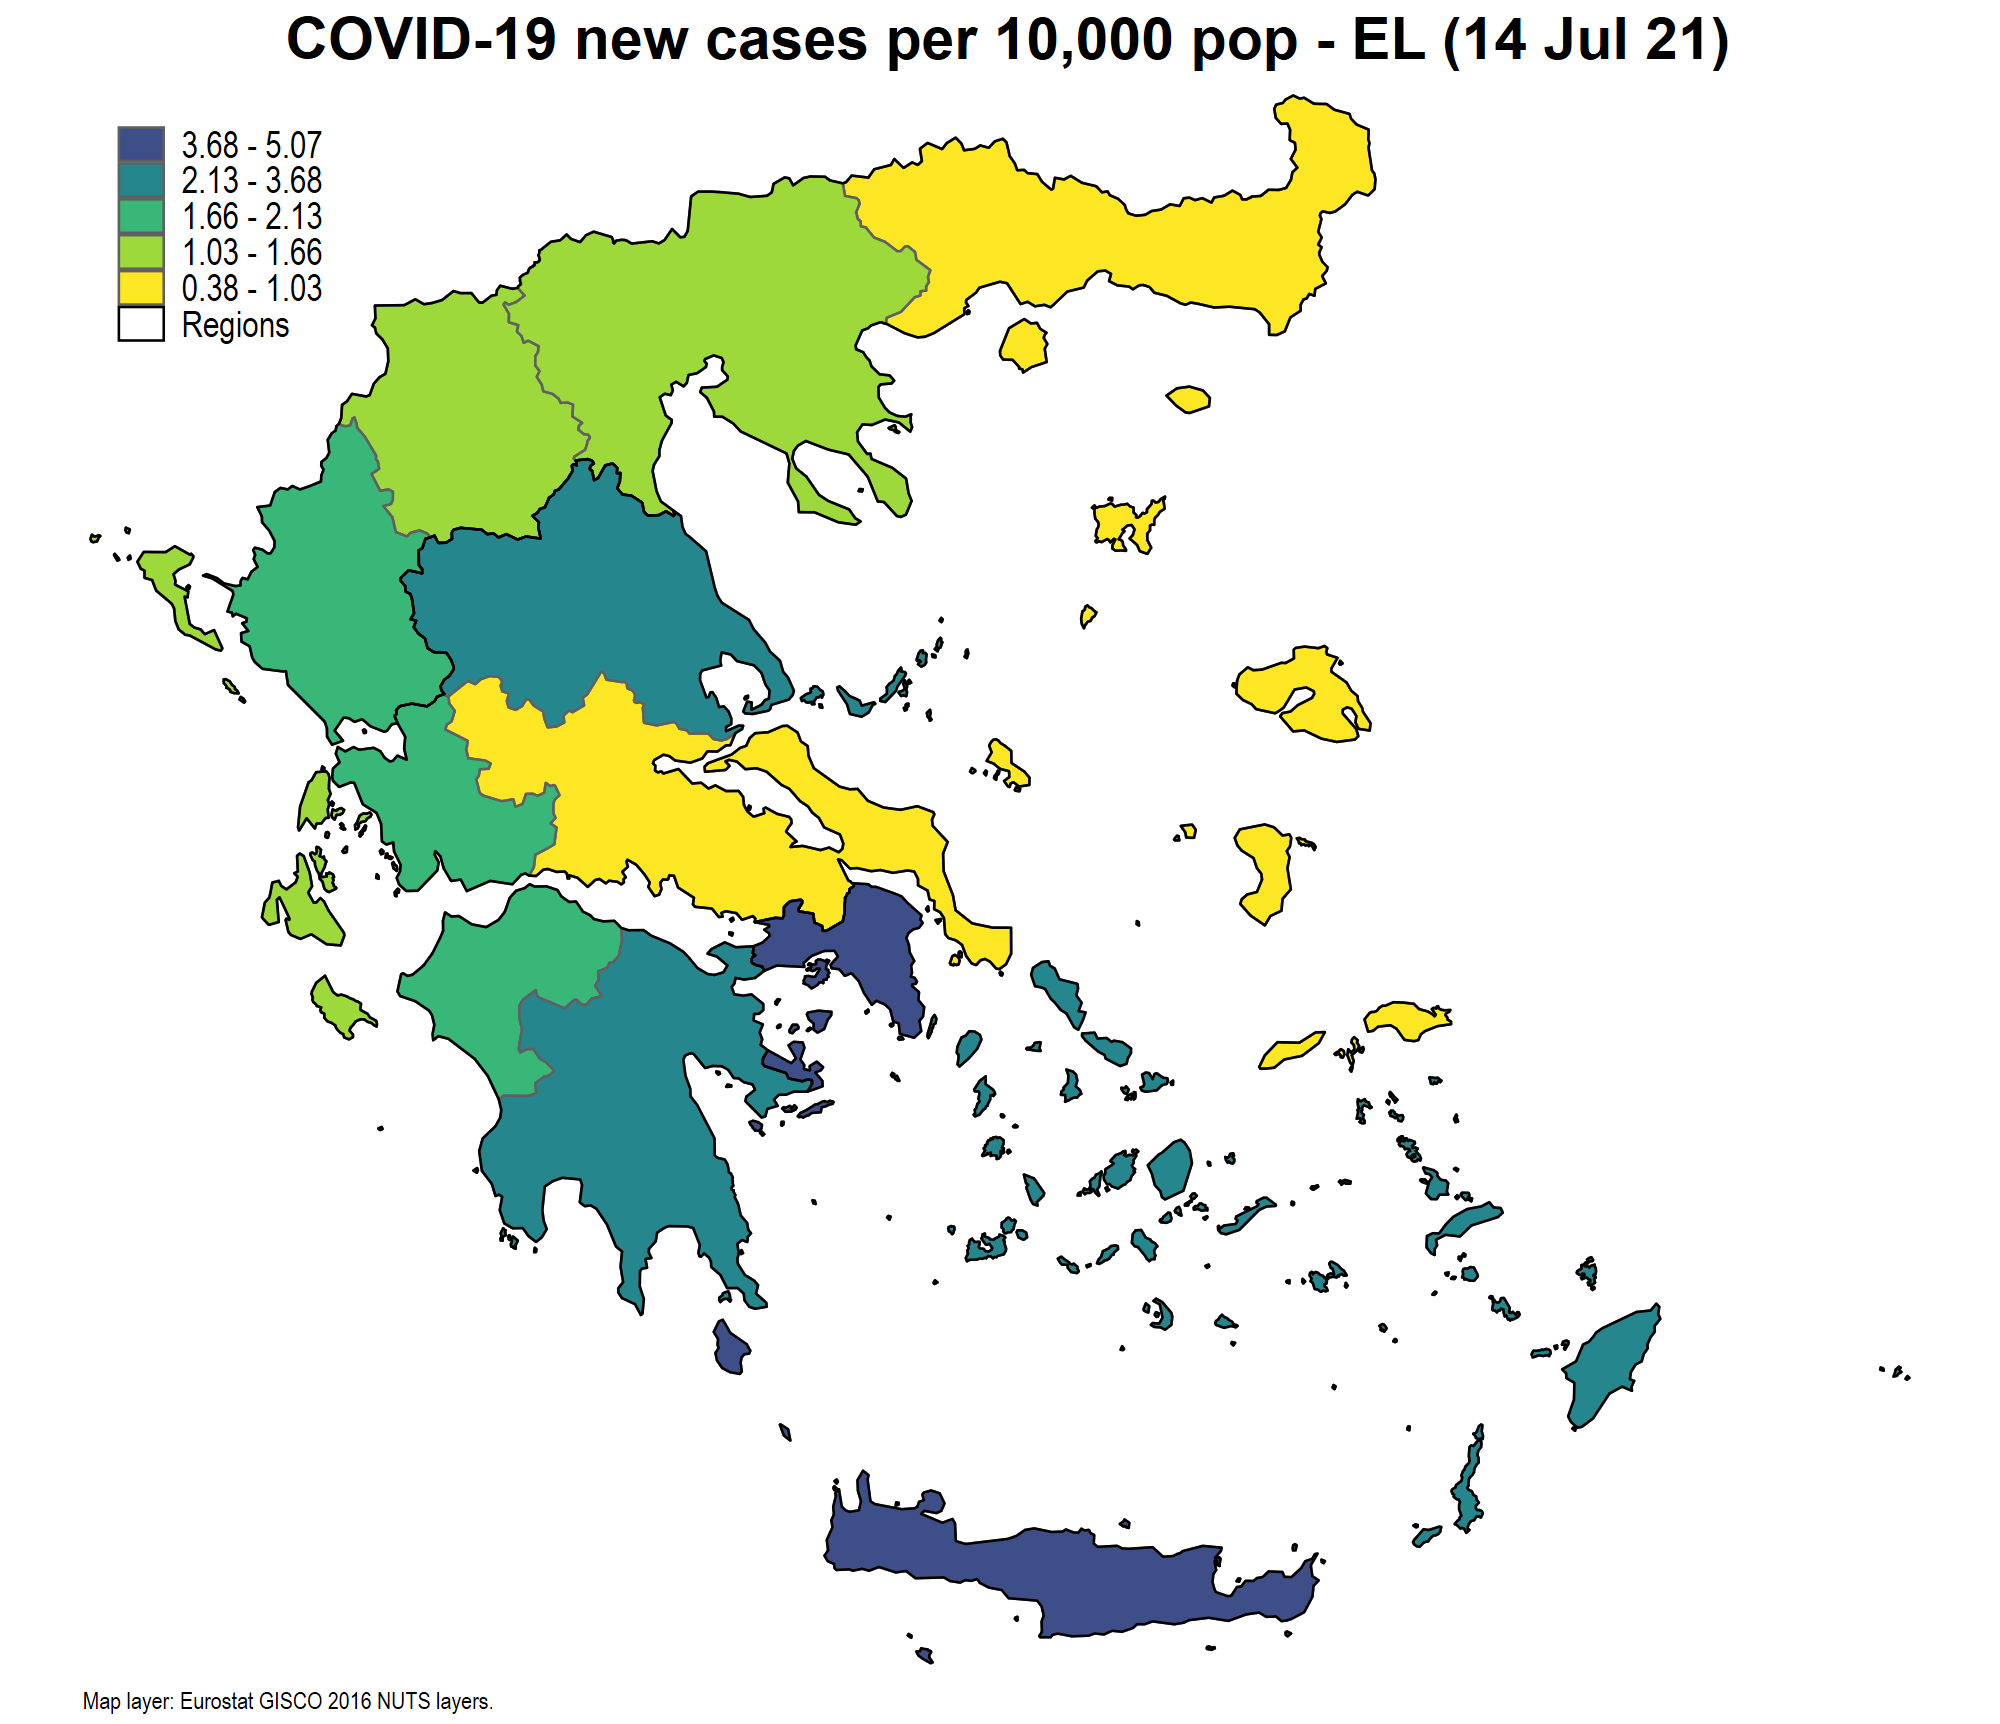 COVID-19 new cases per 10,000 pop - EL (14 Jul 21)
3.68 - 5.07
2.13 - 3.68
1.66 - 2.13
1.03 - 1.66
0.38 - 1.03
Regions
Map layer: Eurostat GISCO 2016 NUTS layers.